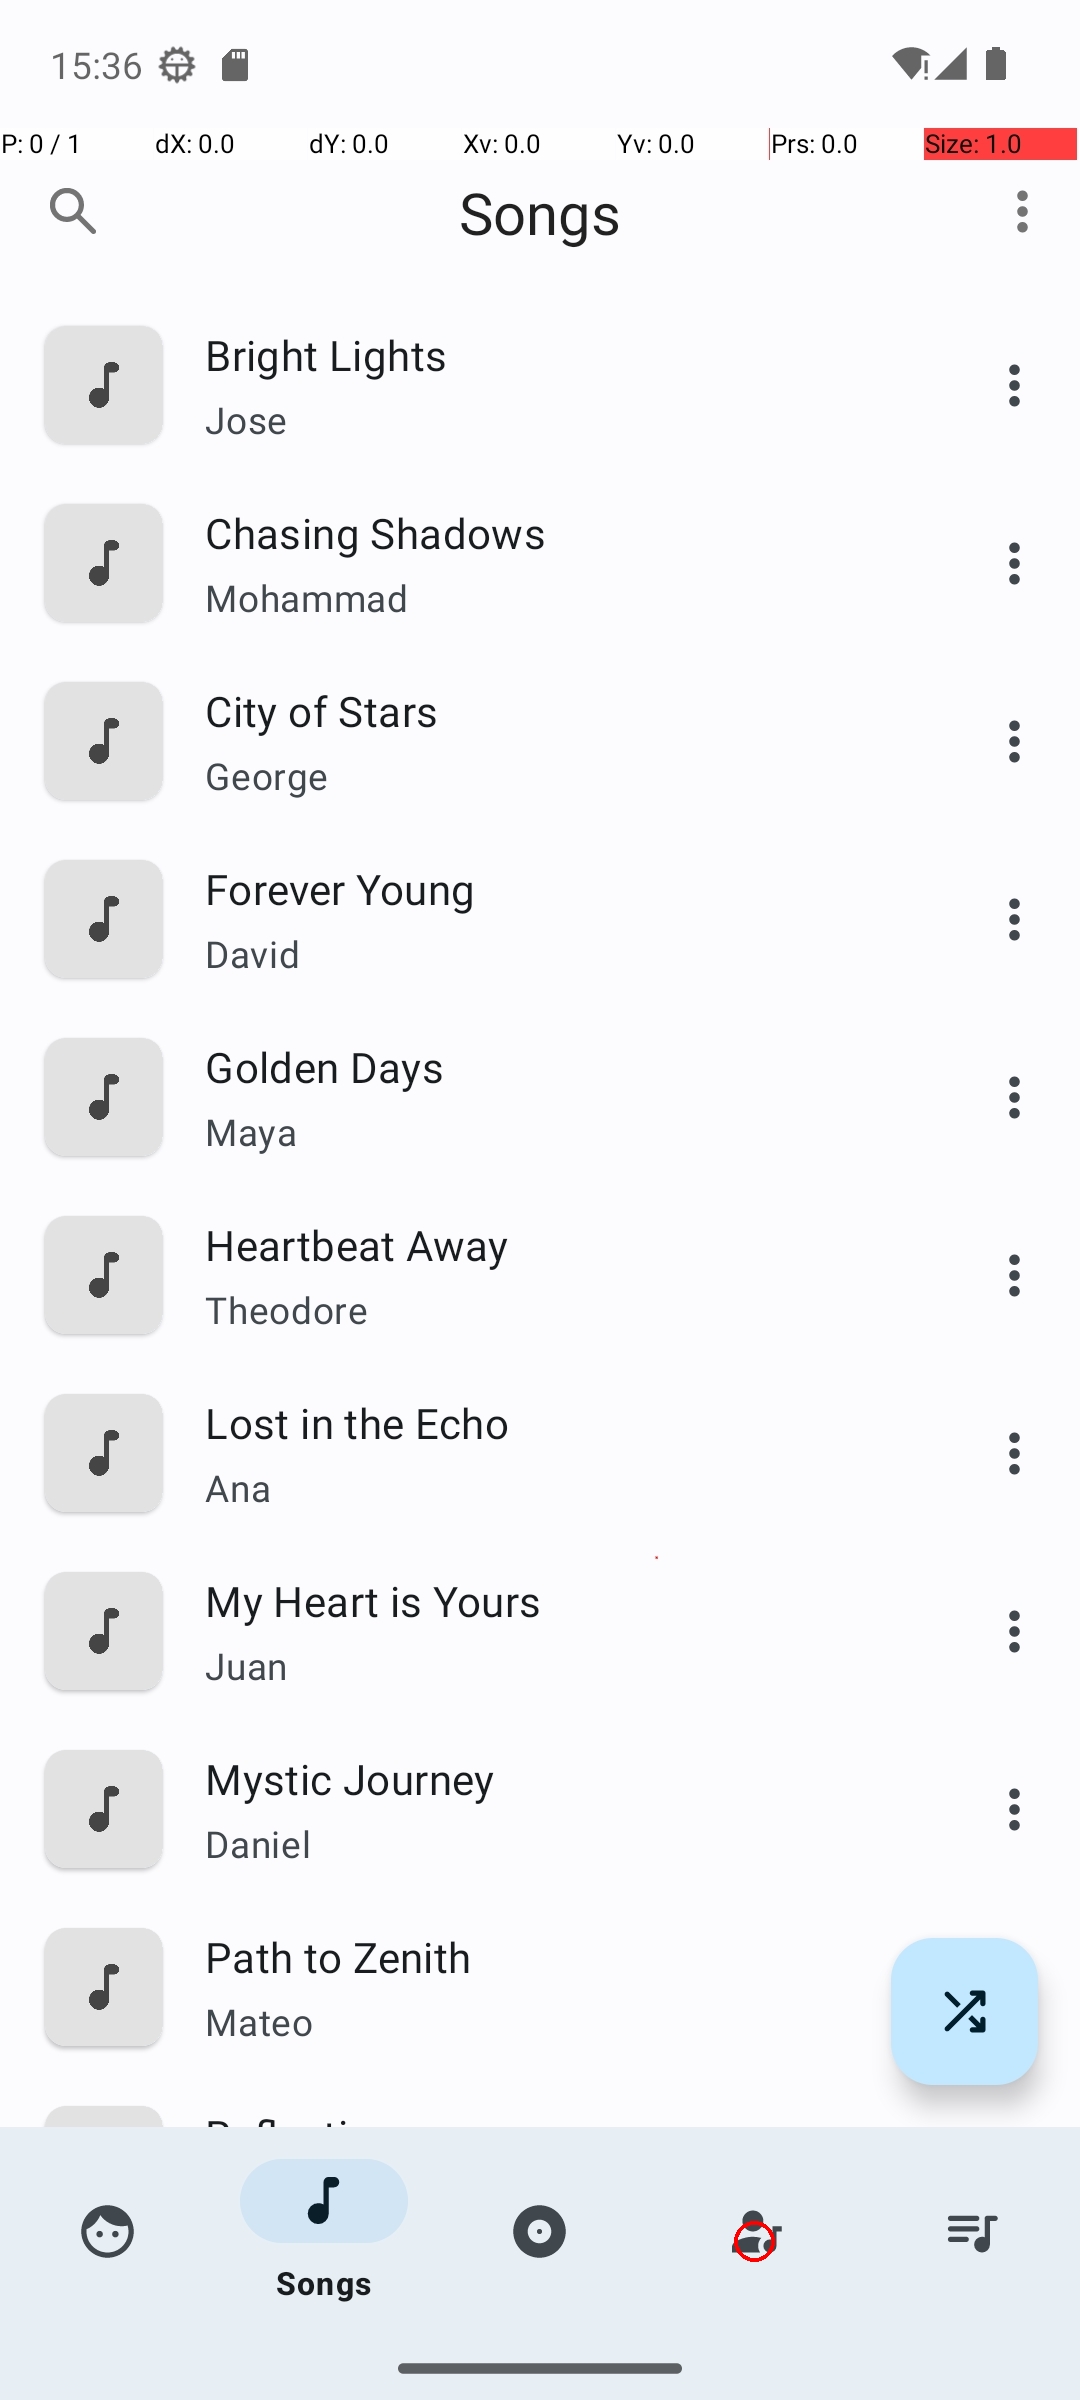 15:36
P: 0 / 1 dX: 0.0 dY: 0.0 Xv: 0.0 Yv: 0.0 Prs: 0.0 Size: 1.0
Songs
Bright Lights
Jose
Chasing Shadows
Mohammad
City of Stars
George
Forever Young
David
Golden Days
Maya
Heartbeat Away
Theodore
Lost in the Echo
Ana
My Heart is Yours
Juan
Mystic Journey
Daniel
Path to Zenith
Mateo
Songs